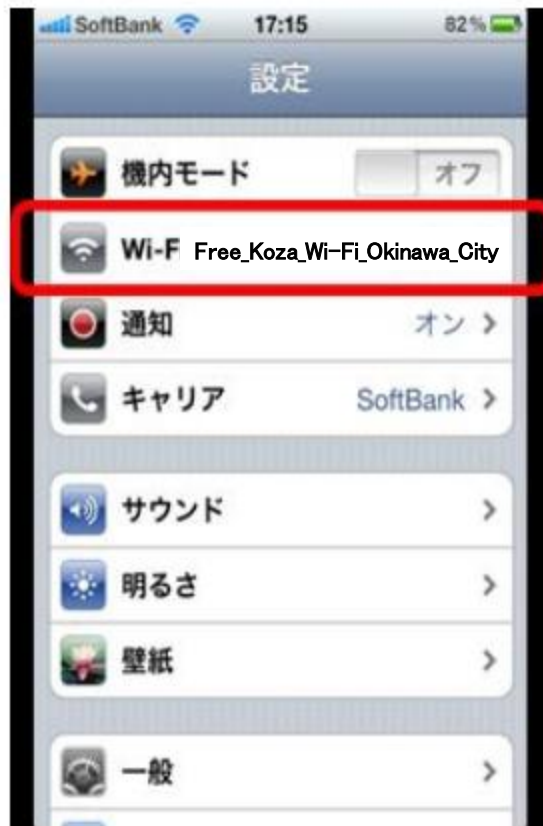 SoftBank 17:15 82%
設定
機内モード オフ
Wi-F Free_Koza_Wi-Fi_Okinawa_City
通知 オン
キャリア SoftBank
サウンド
明るさ
壁紙
一般